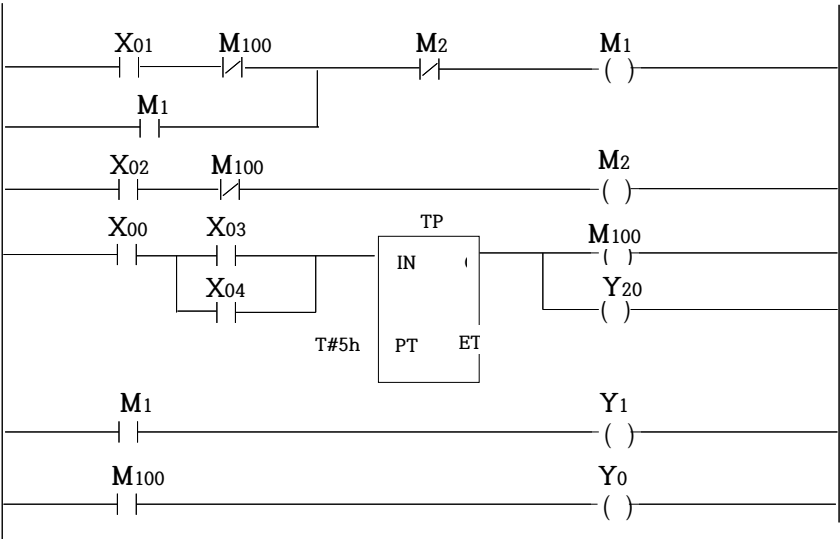 X01 M100 M2 M1
M1
X02 M100 M2
X00 X03 TP M100
IN
X04 Y20
T#5h PT ET
M1 Y1
M100 Y0